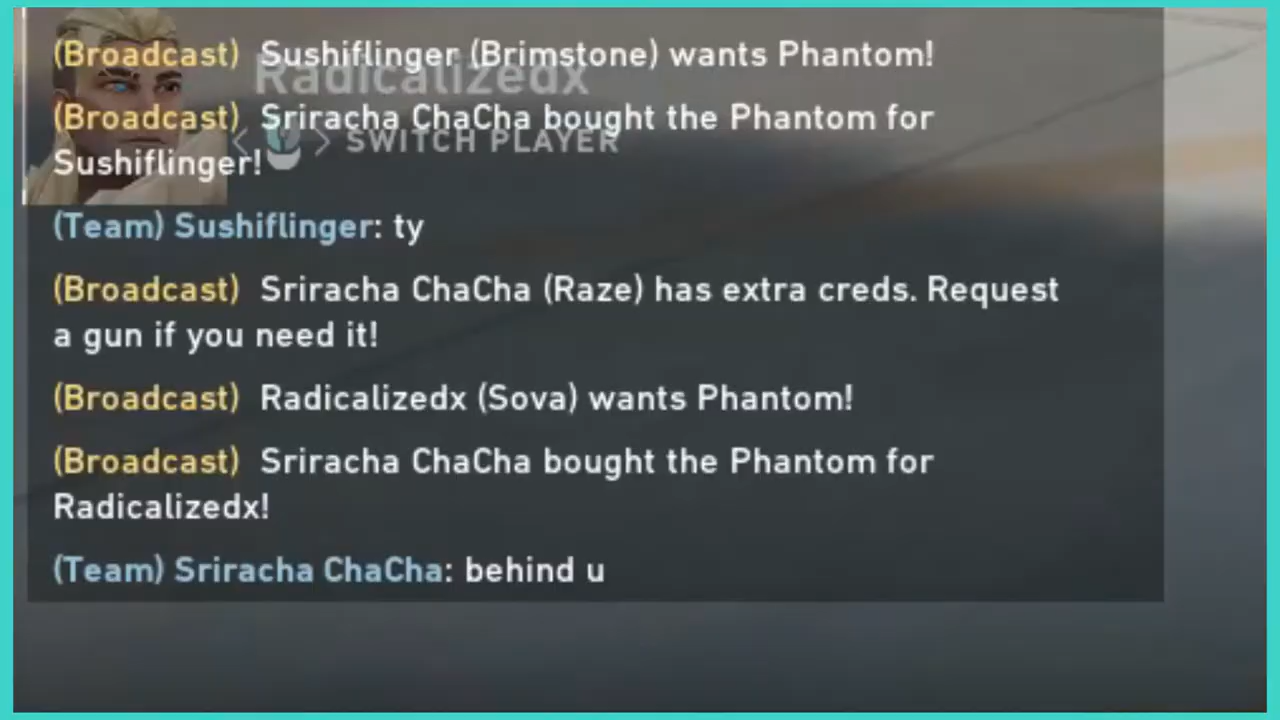 (Broadcast) Sushiflinger (Brimstone) wants Phantom!
Radicalizedx
(Broadcast) Sriracha ChaCha bought the Phantom for
< > SWITCH PLAYER
Sushiflinger!
(Team) Sushiflinger: ty
(Broadcast) Sriracha ChaCha (Raze) has extra creds. Request
a gun if you need it!
(Broadcast) Radicalizedx (Sova) wants Phantom!
(Broadcast) Sriracha ChaCha bought the Phantom for
Radicalizedx!
(Team) Sriracha ChaCha: behind u